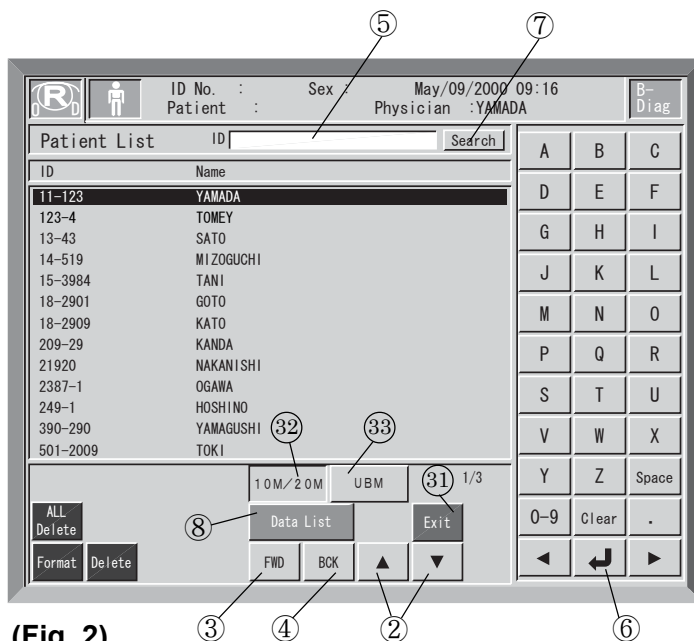 ⑤ ⑦
R D ID No. : Sex : May/09/2000 09:16 B-
Patient : Physician :YAMADA Diag
Patient List ID Search
ID Name
11-123 YAMADA
123-4 TOMEY
13-43 SATO
14-519 MIZOGUCHI
15-3984 TANI
18-2901 GOTO
18-2909 KATO
209-29 KANDA
21920 NAKANISHI
2387-1 OGAWA
249-1 HOSHINO
390-290 YAMAGUSHI
501-2009 TOKI
A B C
D E F
G H I
J K L
M N O
P Q R
S T U
V W X
Y Z Space
0-9 Clear .
◀ ↵ ▶
㉜ ㉝
10M/20M UBM ㉛ 1/3
ALL
Delete
⑧ Data List Exit
Format Delete FWD BCK ▲ ▼
(Fig. 2) ③ ④ ② ⑥